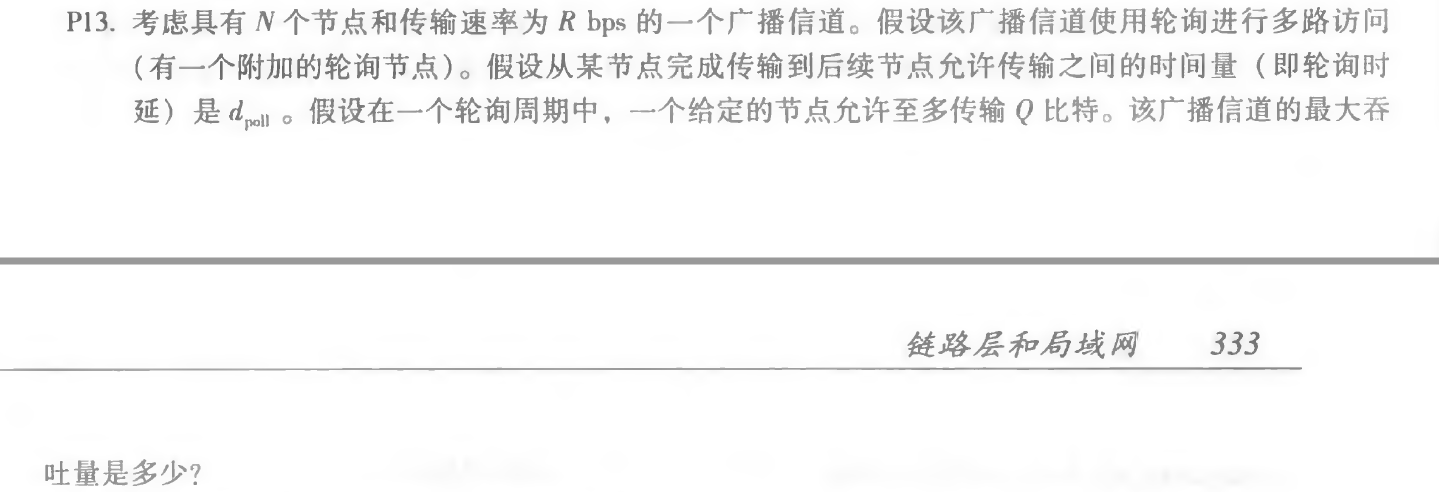 P13. 考虑具有 N 个节点和传输速率为 R bps 的一个广播信道。假设该广播信道使用轮询进行多路访问
（有一个附加的轮询节点）。假设从某节点完成传输到后续节点允许传输之间的时间量（即轮询时
延）是 d_poll 。假设在一个轮询周期中，一个给定的节点允许至多传输 Q 比特。该广播信道的最大吞
链路层和局域网 333
吐量是多少?